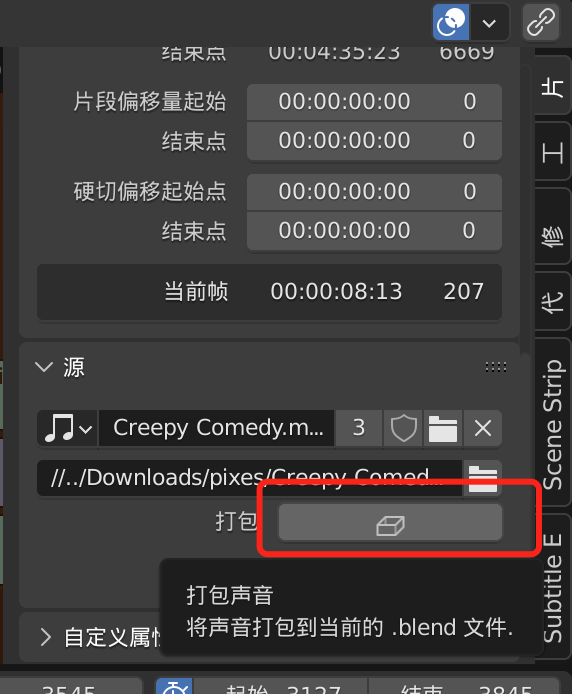 结束点 00:04:35:23 6669
片
片段偏移量起始 00:00:00:00 0
结束点 00:00:00:00 0
工
硬切偏移起始点 00:00:00:00 0
结束点 00:00:00:00 0
修
当前帧 00:00:08:13 207
代
源
Scene Strip
Creepy Comedy.m... 3
//../Downloads/pixes/Creepy Comed...
打包
Subtitle E
打包声音
将声音打包到当前的 .blend 文件.
自定义属性
3545 起始 3127 结束 3845